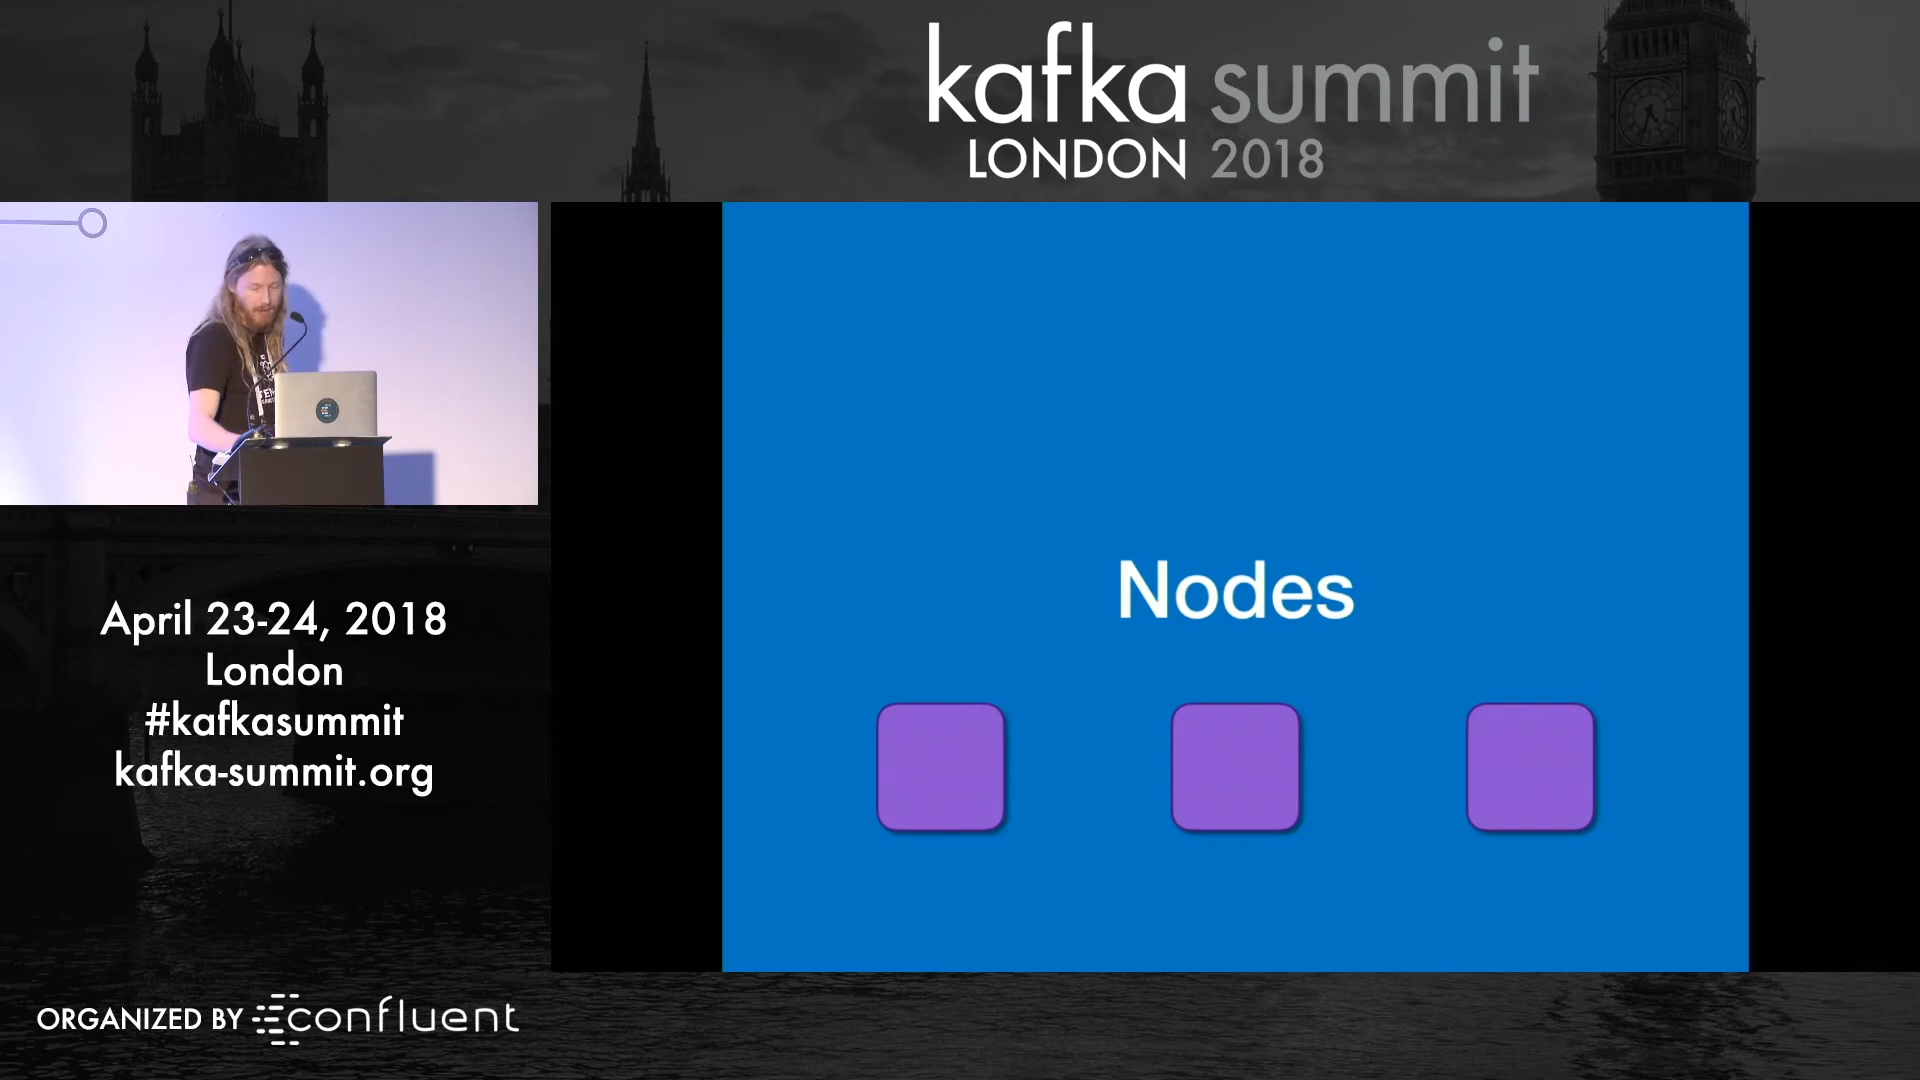 kafka summit
LONDON 2018
Nodes
April 23-24, 2018
London
#kafkasummit
kafka-summit.org
ORGANIZED BY confluent